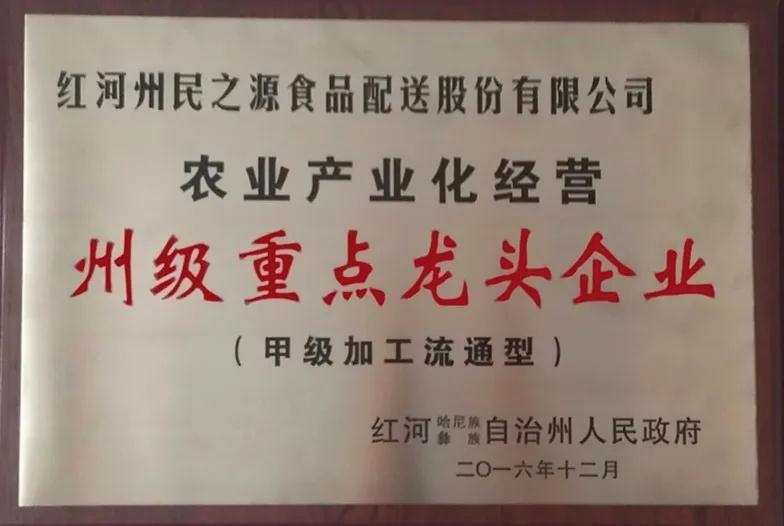 红河州民之源食品配送股份有限公司
农业产业化经营
州级重点龙头企业
（甲级加工流通型）
红河哈尼族彝族自治州人民政府
二〇一六年十二月